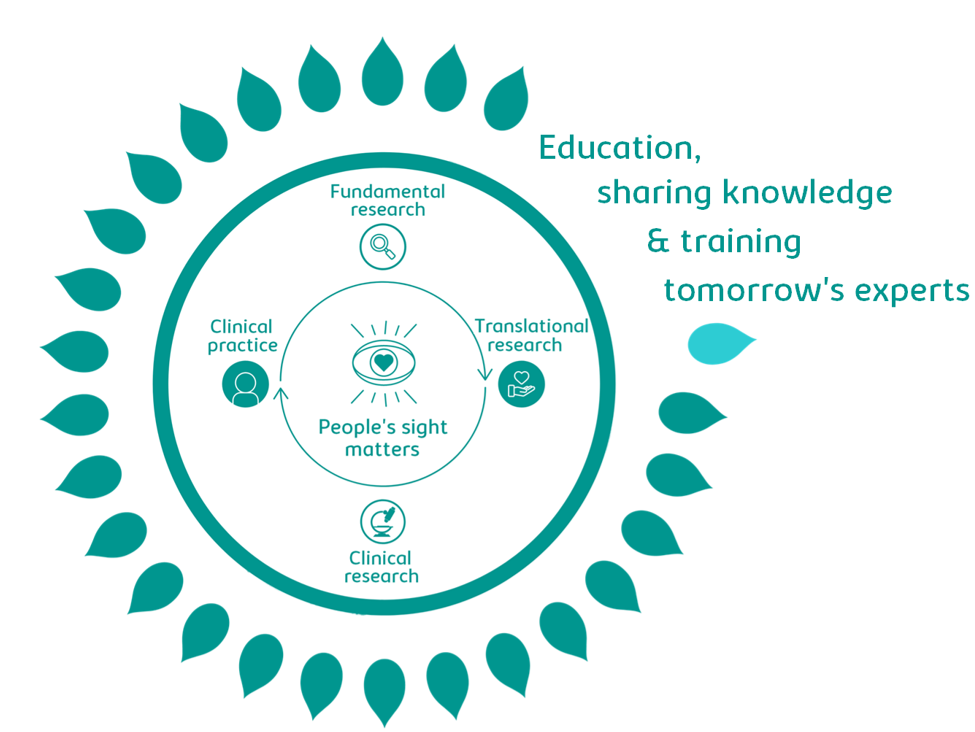 Education,
sharing knowledge
& training
tomorrow's experts
Fundamental
research
Clinical
practice
Translational
research
People's sight
matters
Clinical
research